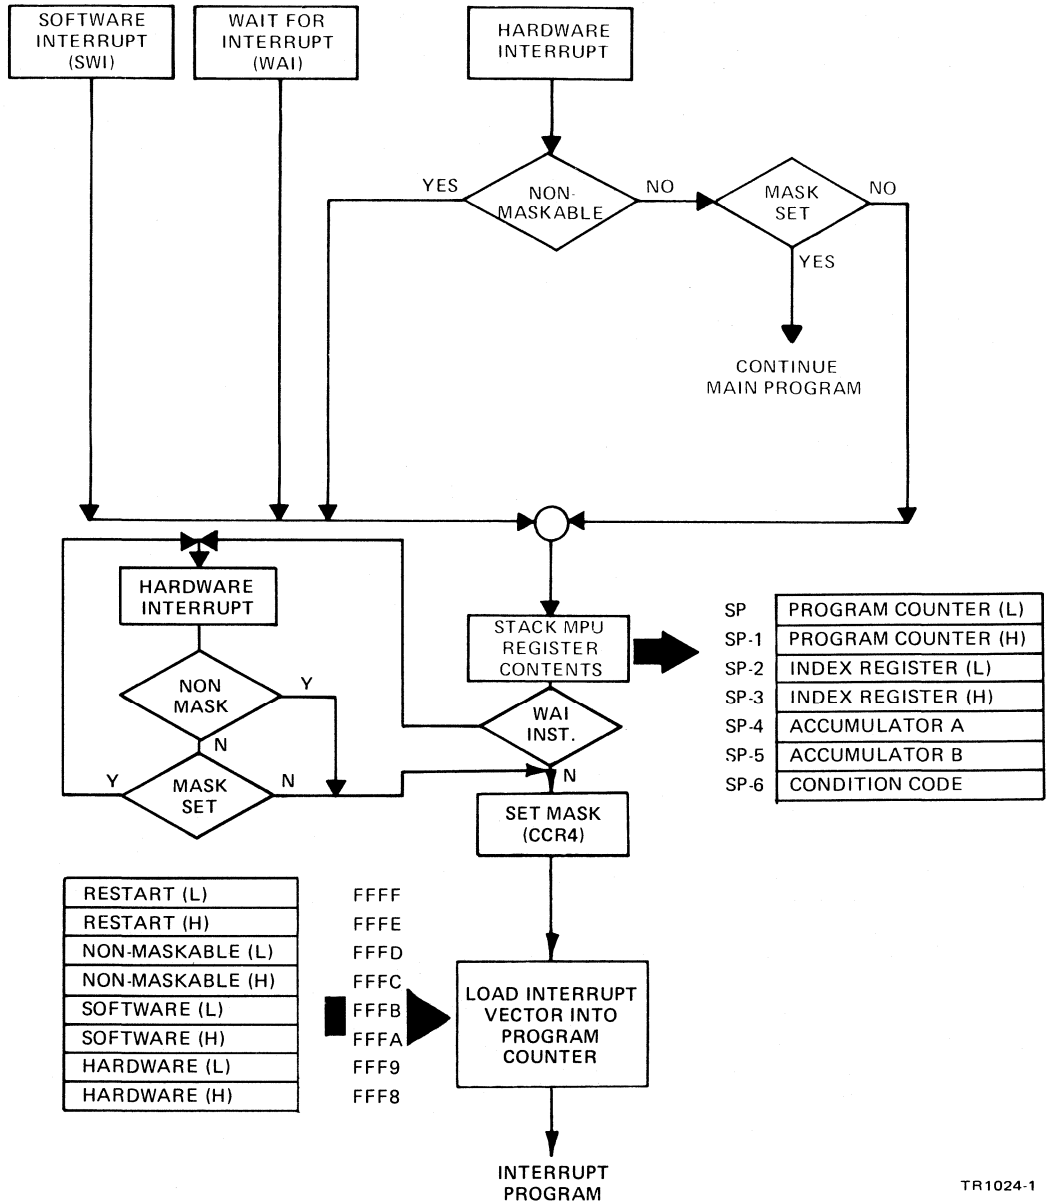 SOFTWARE
INTERRUPT
(SWI)
WAIT FOR
INTERRUPT
(WAI)
HARDWARE
INTERRUPT
YES
NON-
MASKABLE
NO
MASK
SET
NO
YES
CONTINUE
MAIN PROGRAM
HARDWARE
INTERRUPT
NON
MASK
Y
N
Y
MASK
SET
N
STACK MPU
REGISTER
CONTENTS
WAI
INST.
N
SET MASK
(CCR4)
SP PROGRAM COUNTER (L)
SP-1 PROGRAM COUNTER (H)
SP-2 INDEX REGISTER (L)
SP-3 INDEX REGISTER (H)
SP-4 ACCUMULATOR A
SP-5 ACCUMULATOR B
SP-6 CONDITION CODE
RESTART (L) FFFF
RESTART (H) FFFE
NON-MASKABLE (L) FFFD
NON-MASKABLE (H) FFFC
SOFTWARE (L) FFFB
SOFTWARE (H) FFFA
HARDWARE (L) FFF9
HARDWARE (H) FFF8
LOAD INTERRUPT
VECTOR INTO
PROGRAM
COUNTER
INTERRUPT
PROGRAM
TR1024-1